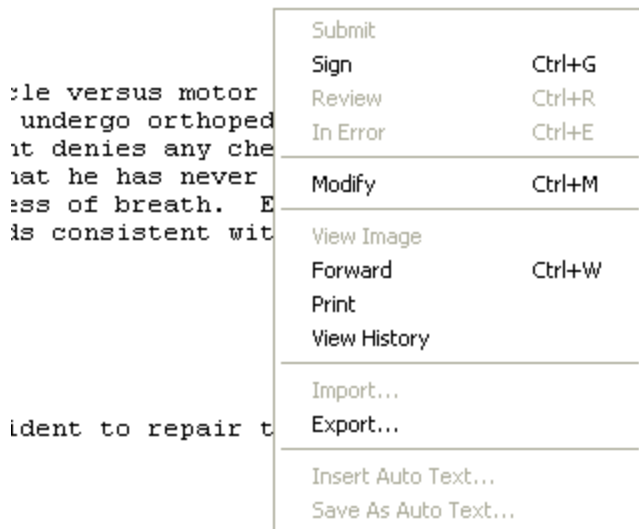 Submit
Sign Ctrl+G
cle versus motor Review Ctrl+R
undergo orthoped In Error Ctrl+E
nt denies any che
hat he has never Modify Ctrl+M
ess of breath. E
ds consistent wit View Image
Forward Ctrl+W
Print
View History
Import...
ident to repair t Export...
Insert Auto Text...
Save As Auto Text...